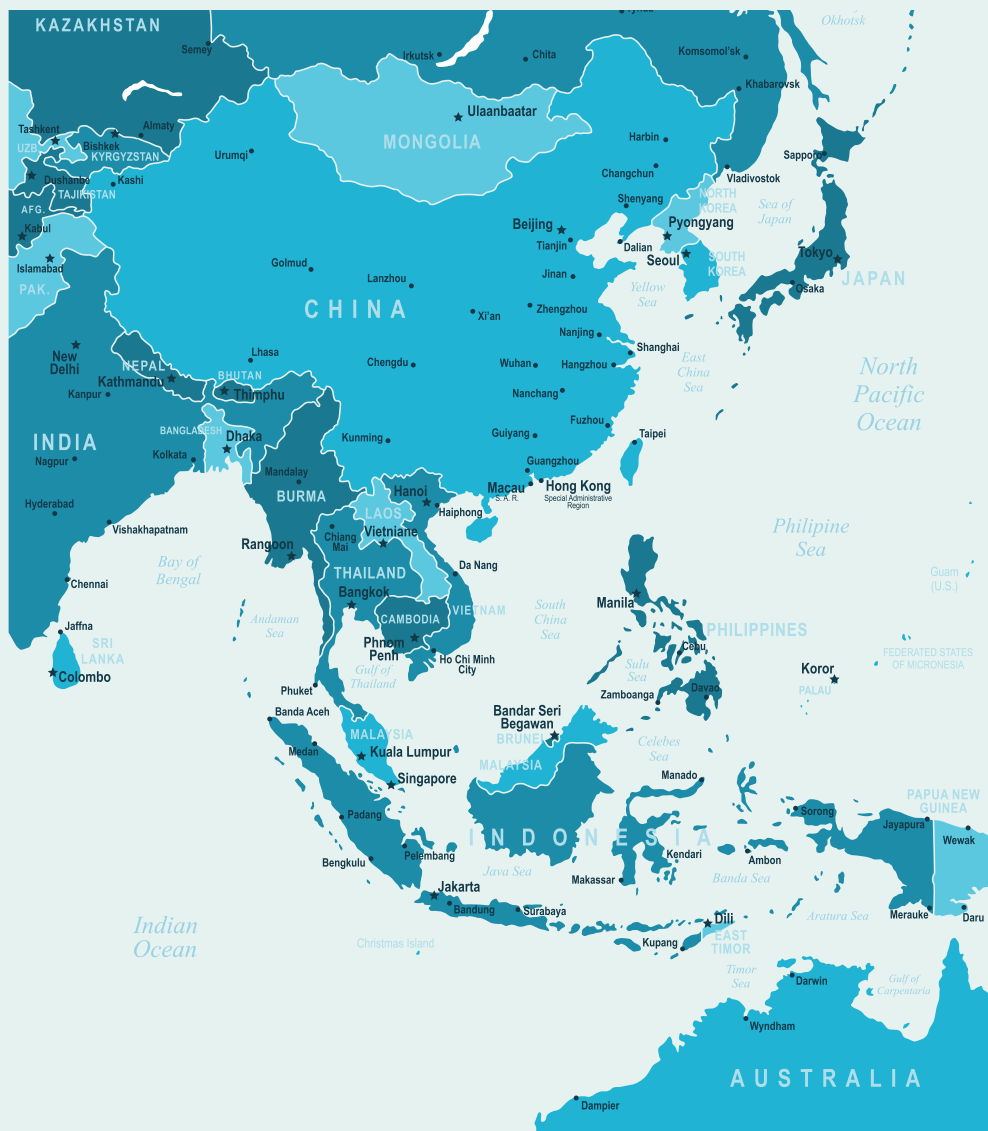 Tynda
Okhotsk
KAZAKHSTAN
Semey
Irkutsk
Chita
Komsomol'sk
Khabarovsk
Ulaanbaatar
MONGOLIA
Tashkent
UZB.
Bishkek
Almaty
KYRGYZSTAN
Urumqi
Harbin
Sapporo
Dushanbe
Kashi
TAJIKISTAN
Changchun
Vladivostok
NORTH
KOREA
Shenyang
Sea of
Japan
AFG.
Kabul
Beijing
Pyongyang
Tianjin
Dalian
Seoul
SOUTH
KOREA
Tokyo
JAPAN
Islamabad
PAK.
Golmud
Lanzhou
Jinan
Yellow
Sea
Osaka
CHINA
Xi'an
Zhengzhou
Nanjing
Shanghai
New
Delhi
NEPAL
Kathmandu
Lhasa
BHUTAN
Thimphu
Chengdu
Wuhan
Hangzhou
East
China
Sea
North
Pacific
Ocean
Kanpur
Nanchang
INDIA
BANGLADESH
Dhaka
Kunming
Guiyang
Fuzhou
Taipei
Nagpur
Kolkata
Mandalay
BURMA
Hanoi
Guangzhou
Macau
S. A. R.
Hong Kong
Special Administrative
Region
Hyderabad
Vishakhapatnam
LAOS
Haiphong
Rangoon
Chiang
Mai
Vietniane
Philipine
Sea
Bay of
Bengal
Chennai
THAILAND
Da Nang
Guam
(U.S.)
Bangkok
CAMBODIA
VIETNAM
South
China
Sea
Manila
PHILIPPINES
Jaffna
SRI
LANKA
Colombo
Andaman
Sea
Phnom
Penh
Ho Chi Minh
City
Gulf of
Thailand
Sulu
Sea
Cebu
FEDERATED STATES
OF MICRONESIA
Koror
PALAU
Phuket
Banda Aceh
Zamboanga
Davao
Bandar Seri
Begawan
BRUNEI
MALAYSIA
Medan
MALAYSIA
Kuala Lumpur
Celebes
Sea
Singapore
Manado
PAPUA NEW
GUINEA
Padang
INDONESIA
Sorong
Jayapura
Wewak
Bengkulu
Pelembang
Java Sea
Kendari
Ambon
Makassar
Banda Sea
Jakarta
Bandung
Surabaya
Dili
Aratura Sea
Merauke
Daru
Indian
Ocean
Christmas Island
Kupang
EAST
TIMOR
Timor
Sea
Darwin
Gulf of
Carpentaria
Wyndham
AUSTRALIA
Dampier